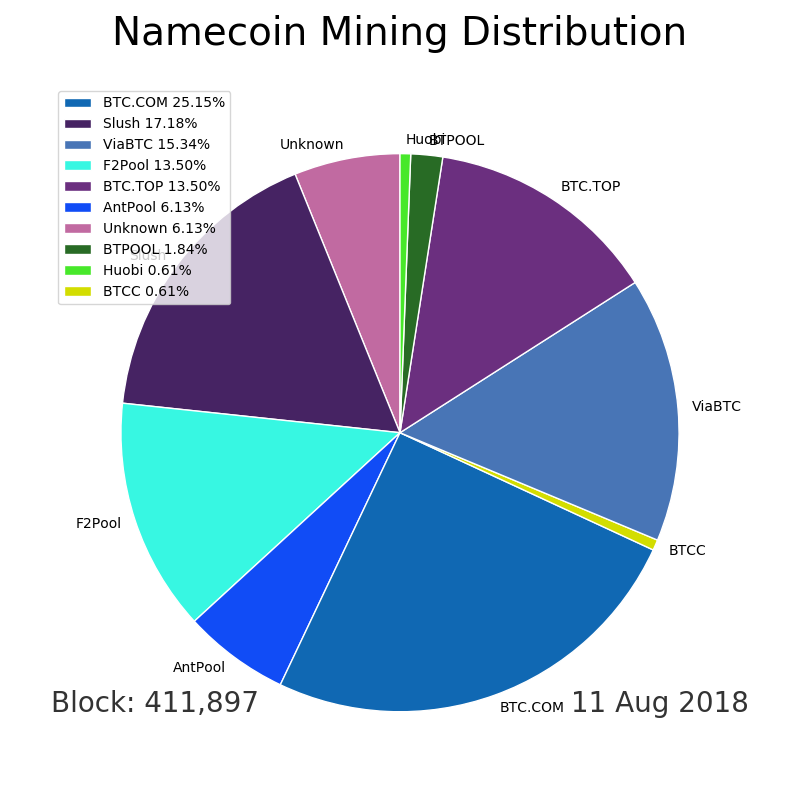 Namecoin Mining Distribution
BTC.COM 25.15%
Slush 17.18%
ViaBTC 15.34%
F2Pool 13.50%
BTC.TOP 13.50%
AntPool 6.13%
Unknown 6.13%
BTPOOL 1.84%
Huobi 0.61%
BTCC 0.61%
Unknown
Huobi
BTPOOL
BTC.TOP
Slush
ViaBTC
F2Pool
BTCC
AntPool
BTC.COM
Block: 411,897
11 Aug 2018